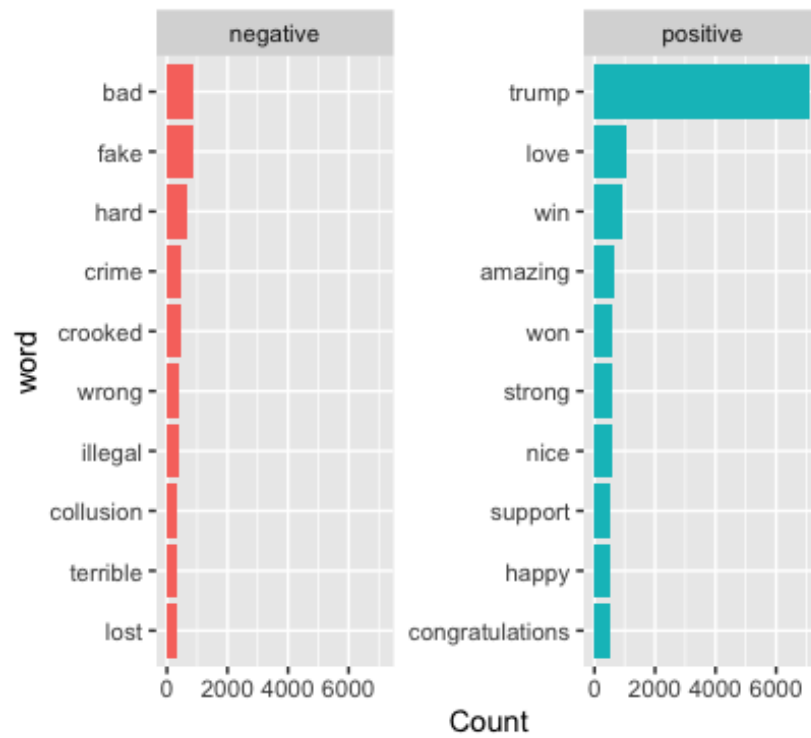 negative
bad
fake
hard
crime
crooked
wrong
illegal
collusion
terrible
lost
0 2000 4000 6000
positive
trump
love
win
amazing
won
strong
nice
support
happy
congratulations
0 2000 4000 6000
word
Count